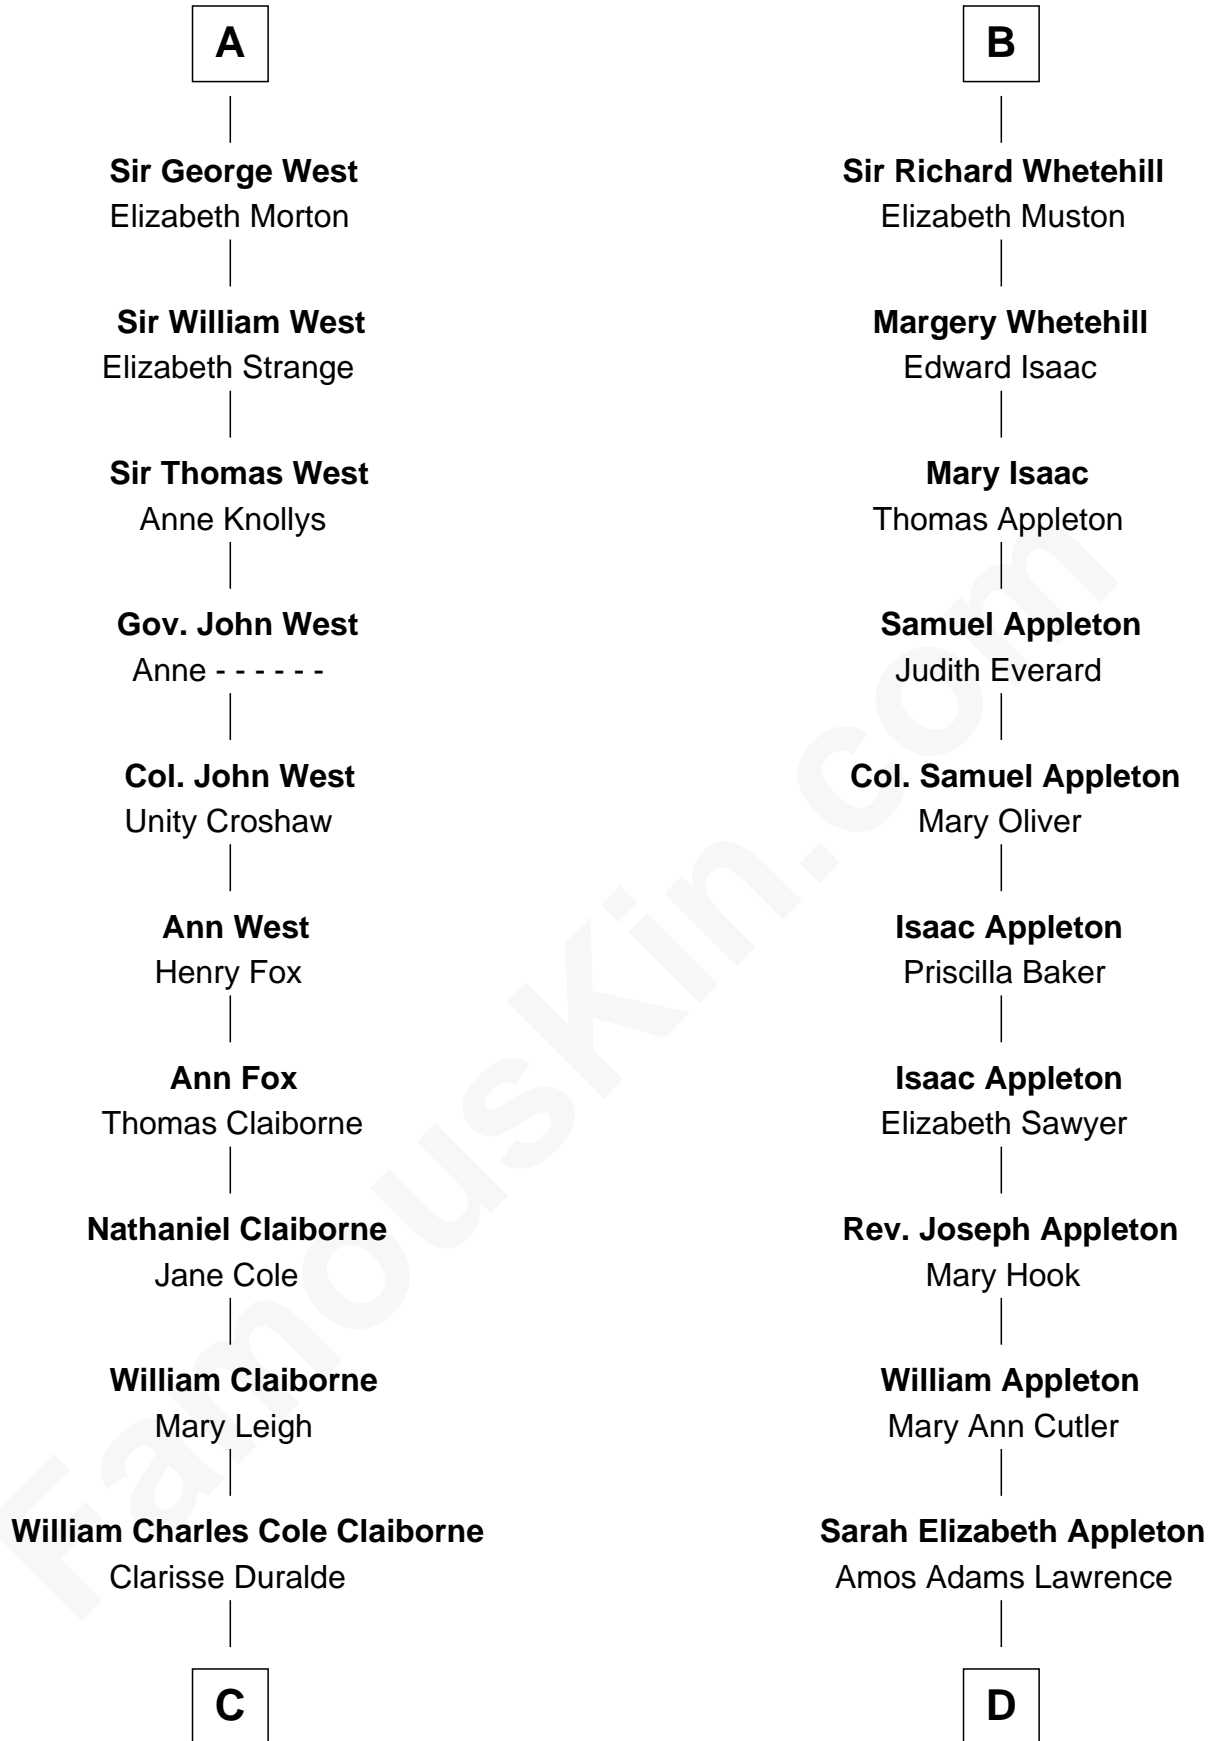 A
Sir George West
Elizabeth Morton
Sir William West
Elizabeth Strange
Sir Thomas West
Anne Knollys
Gov. John West
Anne - - - - - -
Col. John West
Unity Croshaw
Ann West
Henry Fox
Ann Fox
Thomas Claiborne
Nathaniel Claiborne
Jane Cole
William Claiborne
Mary Leigh
William Charles Cole Claiborne
Clarisse Duralde
C
B
Sir Richard Whetehill
Elizabeth Muston
Margery Whetehill
Edward Isaac
Mary Isaac
Thomas Appleton
Samuel Appleton
Judith Everard
Col. Samuel Appleton
Mary Oliver
Isaac Appleton
Priscilla Baker
Isaac Appleton
Elizabeth Sawyer
Rev. Joseph Appleton
Mary Hook
William Appleton
Mary Ann Cutler
Sarah Elizabeth Appleton
Amos Adams Lawrence
D
FamousKin.com